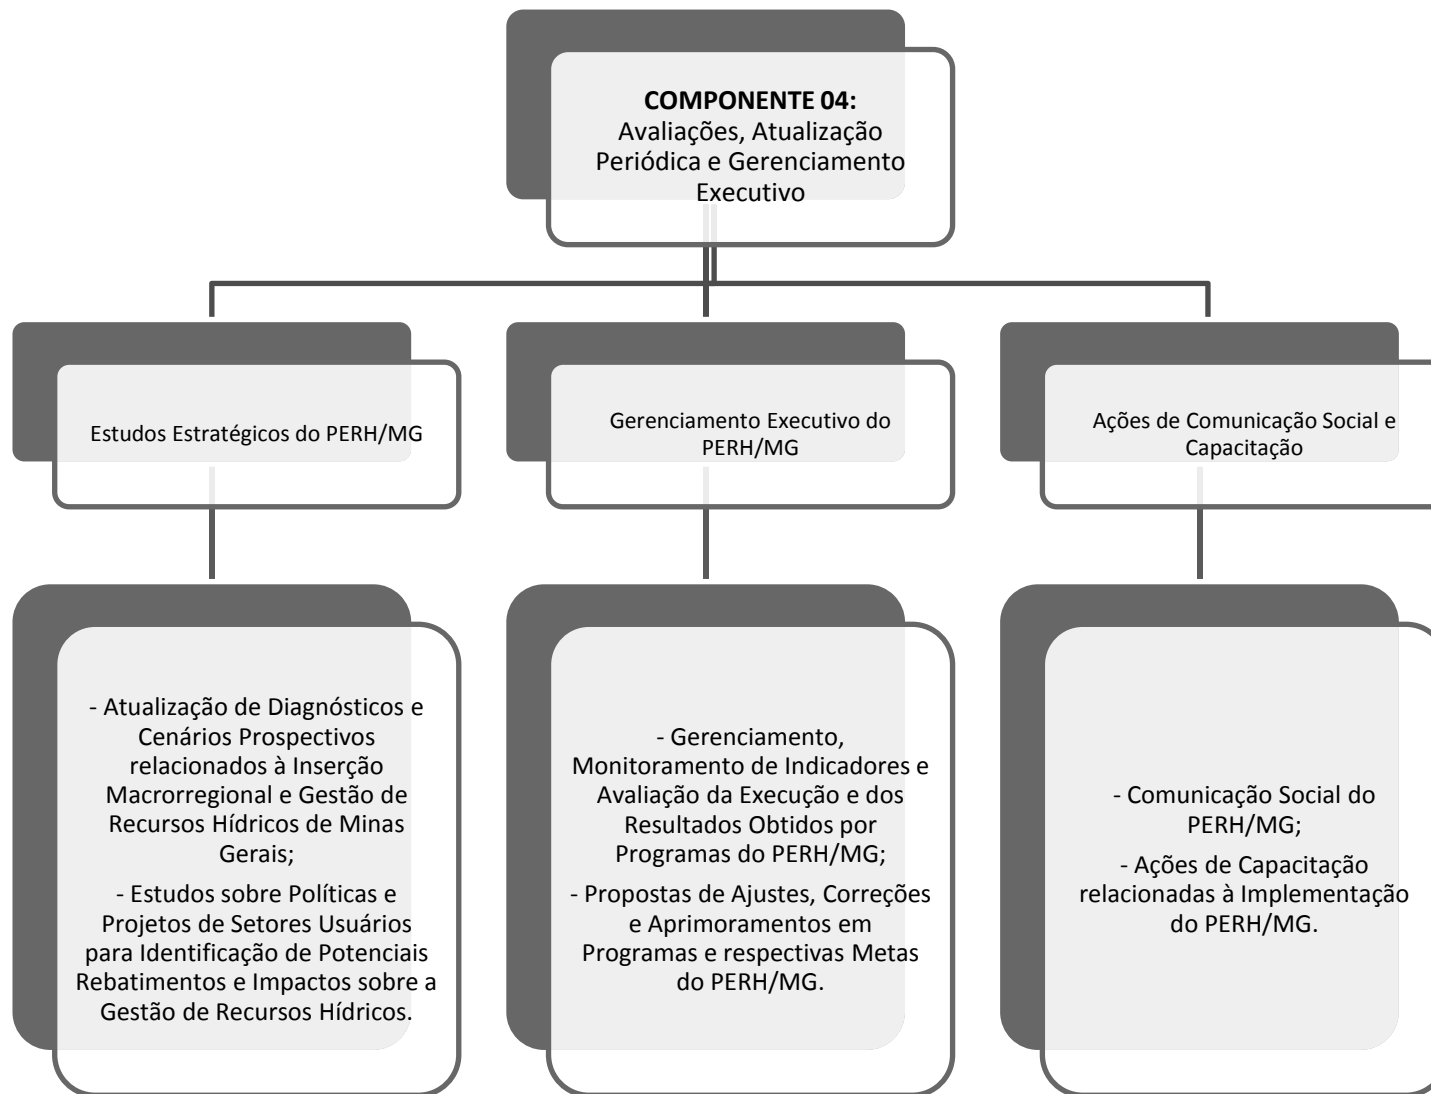 COMPONENTE 04:
Avaliações, Atualização
Periódica e Gerenciamento
Executivo
Estudos Estratégicos do PERH/MG
Gerenciamento Executivo do
PERH/MG
Ações de Comunicação Social e
Capacitação
- Atualização de Diagnósticos e
Cenários Prospectivos
relacionados à Inserção
Macrorregional e Gestão de
Recursos Hídricos de Minas
Gerais;
- Estudos sobre Políticas e
Projetos de Setores Usuários
para Identificação de Potenciais
Rebatimentos e Impactos sobre a
Gestão de Recursos Hídricos.
- Gerenciamento,
Monitoramento de Indicadores e
Avaliação da Execução e dos
Resultados Obtidos por
Programas do PERH/MG;
- Propostas de Ajustes, Correções
e Aprimoramentos em
Programas e respectivas Metas
do PERH/MG.
- Comunicação Social do
PERH/MG;
- Ações de Capacitação
relacionadas à Implementação
do PERH/MG.